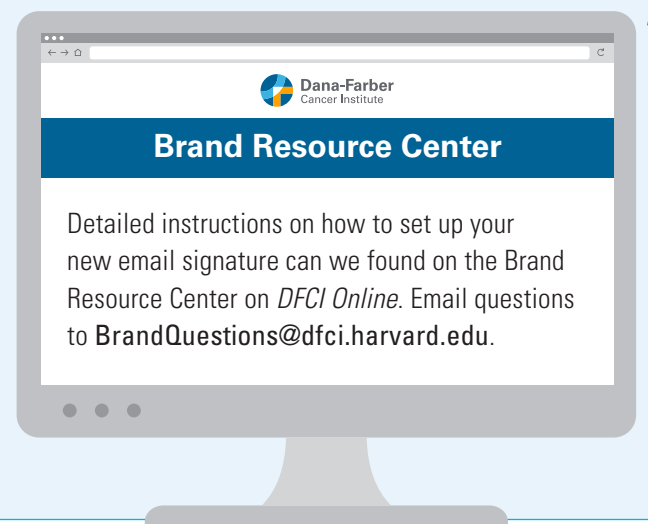 Dana-Farber
Cancer Institute
Brand Resource Center
Detailed instructions on how to set up your
new email signature can we found on the Brand
Resource Center on DFCI Online. Email questions
to BrandQuestions@dfci.harvard.edu.